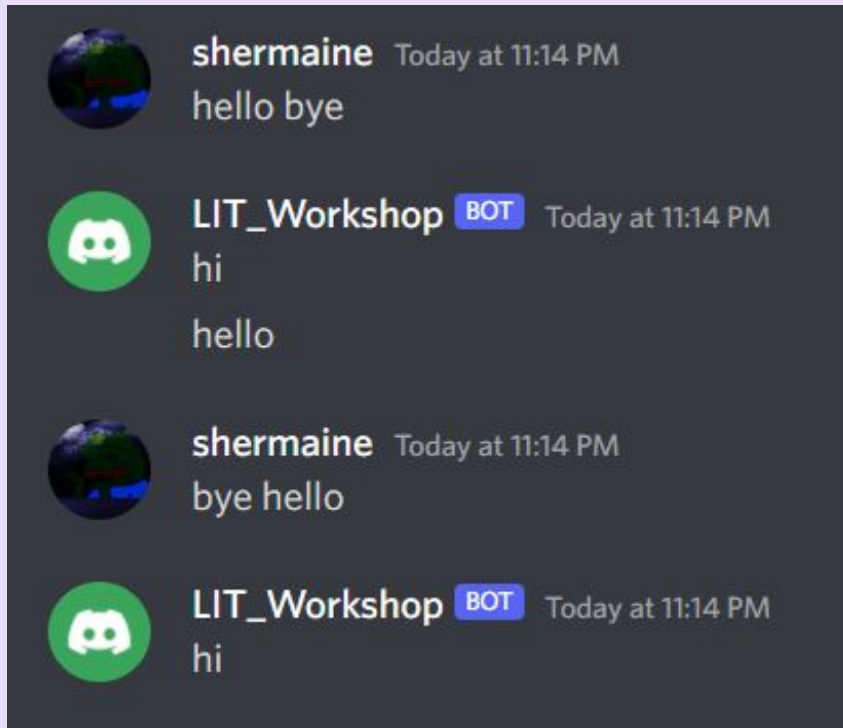 shermaine Today at 11:14 PM
hello bye
LIT_Workshop BOT Today at 11:14 PM
hi
hello
shermaine Today at 11:14 PM
bye hello
LIT_Workshop BOT Today at 11:14 PM
hi